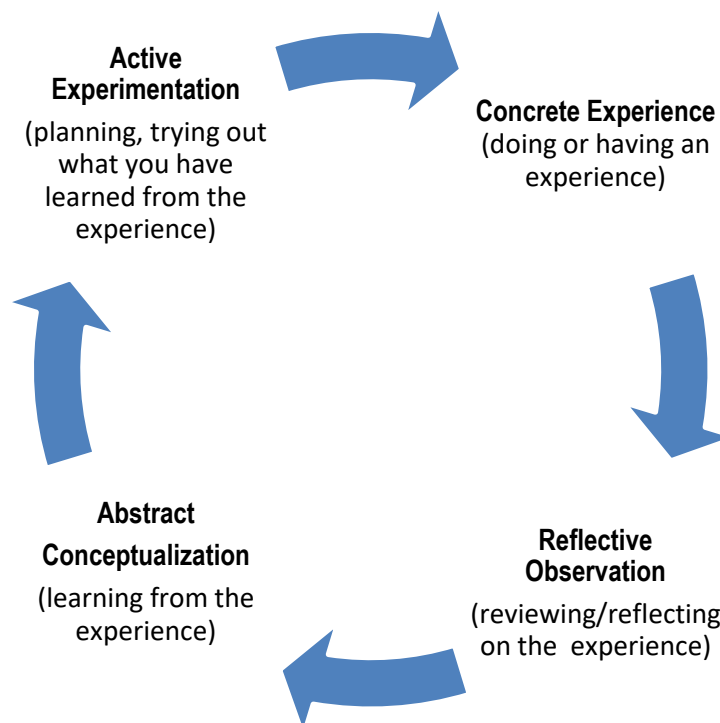 Active
Experimentation
(planning, trying out
what you have
learned from the
experience)
Concrete Experience
(doing or having an
experience)
Reflective
Observation
(reviewing/reflecting
on the  experience)
Abstract
Conceptualization
(learning from the
experience)